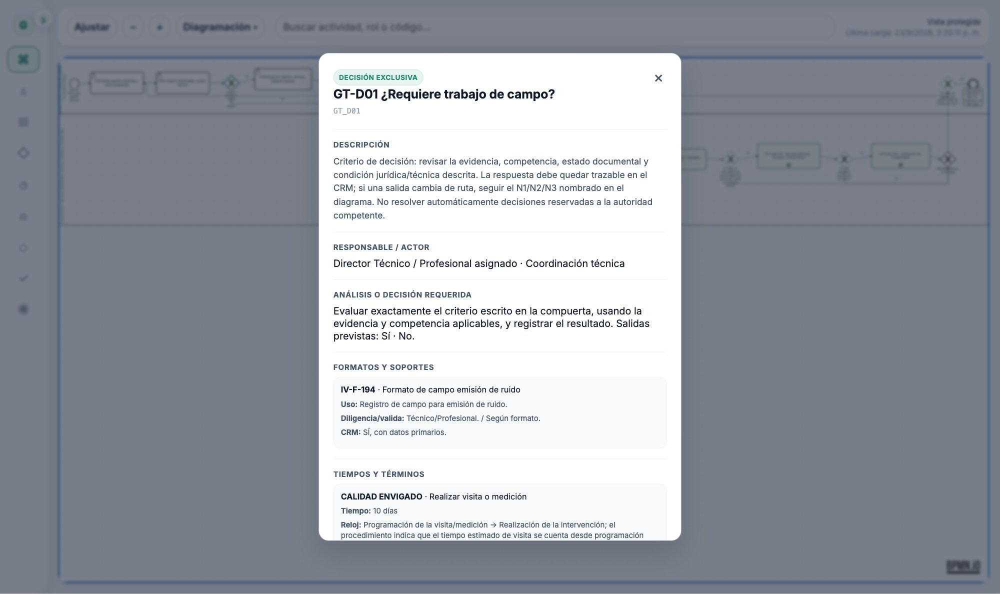 Ajustar
Diagramación
Buscar actividad, rol o código...
Vista protegida
DECISIÓN EXCLUSIVA
GT-D01 ¿Requiere trabajo de campo?
GT_D01
DESCRIPCIÓN
Criterio de decisión: revisar la evidencia, competencia, estado documental y
condición jurídica/técnica descrita. La respuesta debe quedar trazable en el
CRM; si una salida cambia de ruta, seguir el N1/N2/N3 nombrado en el
diagrama. No resolver automáticamente decisiones reservadas a la autoridad
competente.
RESPONSABLE / ACTOR
Director Técnico / Profesional asignado · Coordinación técnica
ANÁLISIS O DECISIÓN REQUERIDA
Evaluar exactamente el criterio escrito en la compuerta, usando la
evidencia y competencia aplicables, y registrar el resultado. Salidas
previstas: Sí · No.
FORMATOS Y SOPORTES
IV-F-194 · Formato de campo emisión de ruido
Uso: Registro de campo para emisión de ruido.
Diligencia/valida: Técnico/Profesional. / Según formato.
CRM: SÍ, con datos primarios.
TIEMPOS Y TÉRMINOS
CALIDAD ENVIGADO · Realizar visita o medición
Tiempo: 10 días
Reloj: Programación de la visita/medición → Realización de la intervención; el
procedimiento indica que el tiempo estimado de visita se cuenta desde programación
BPMN.iO